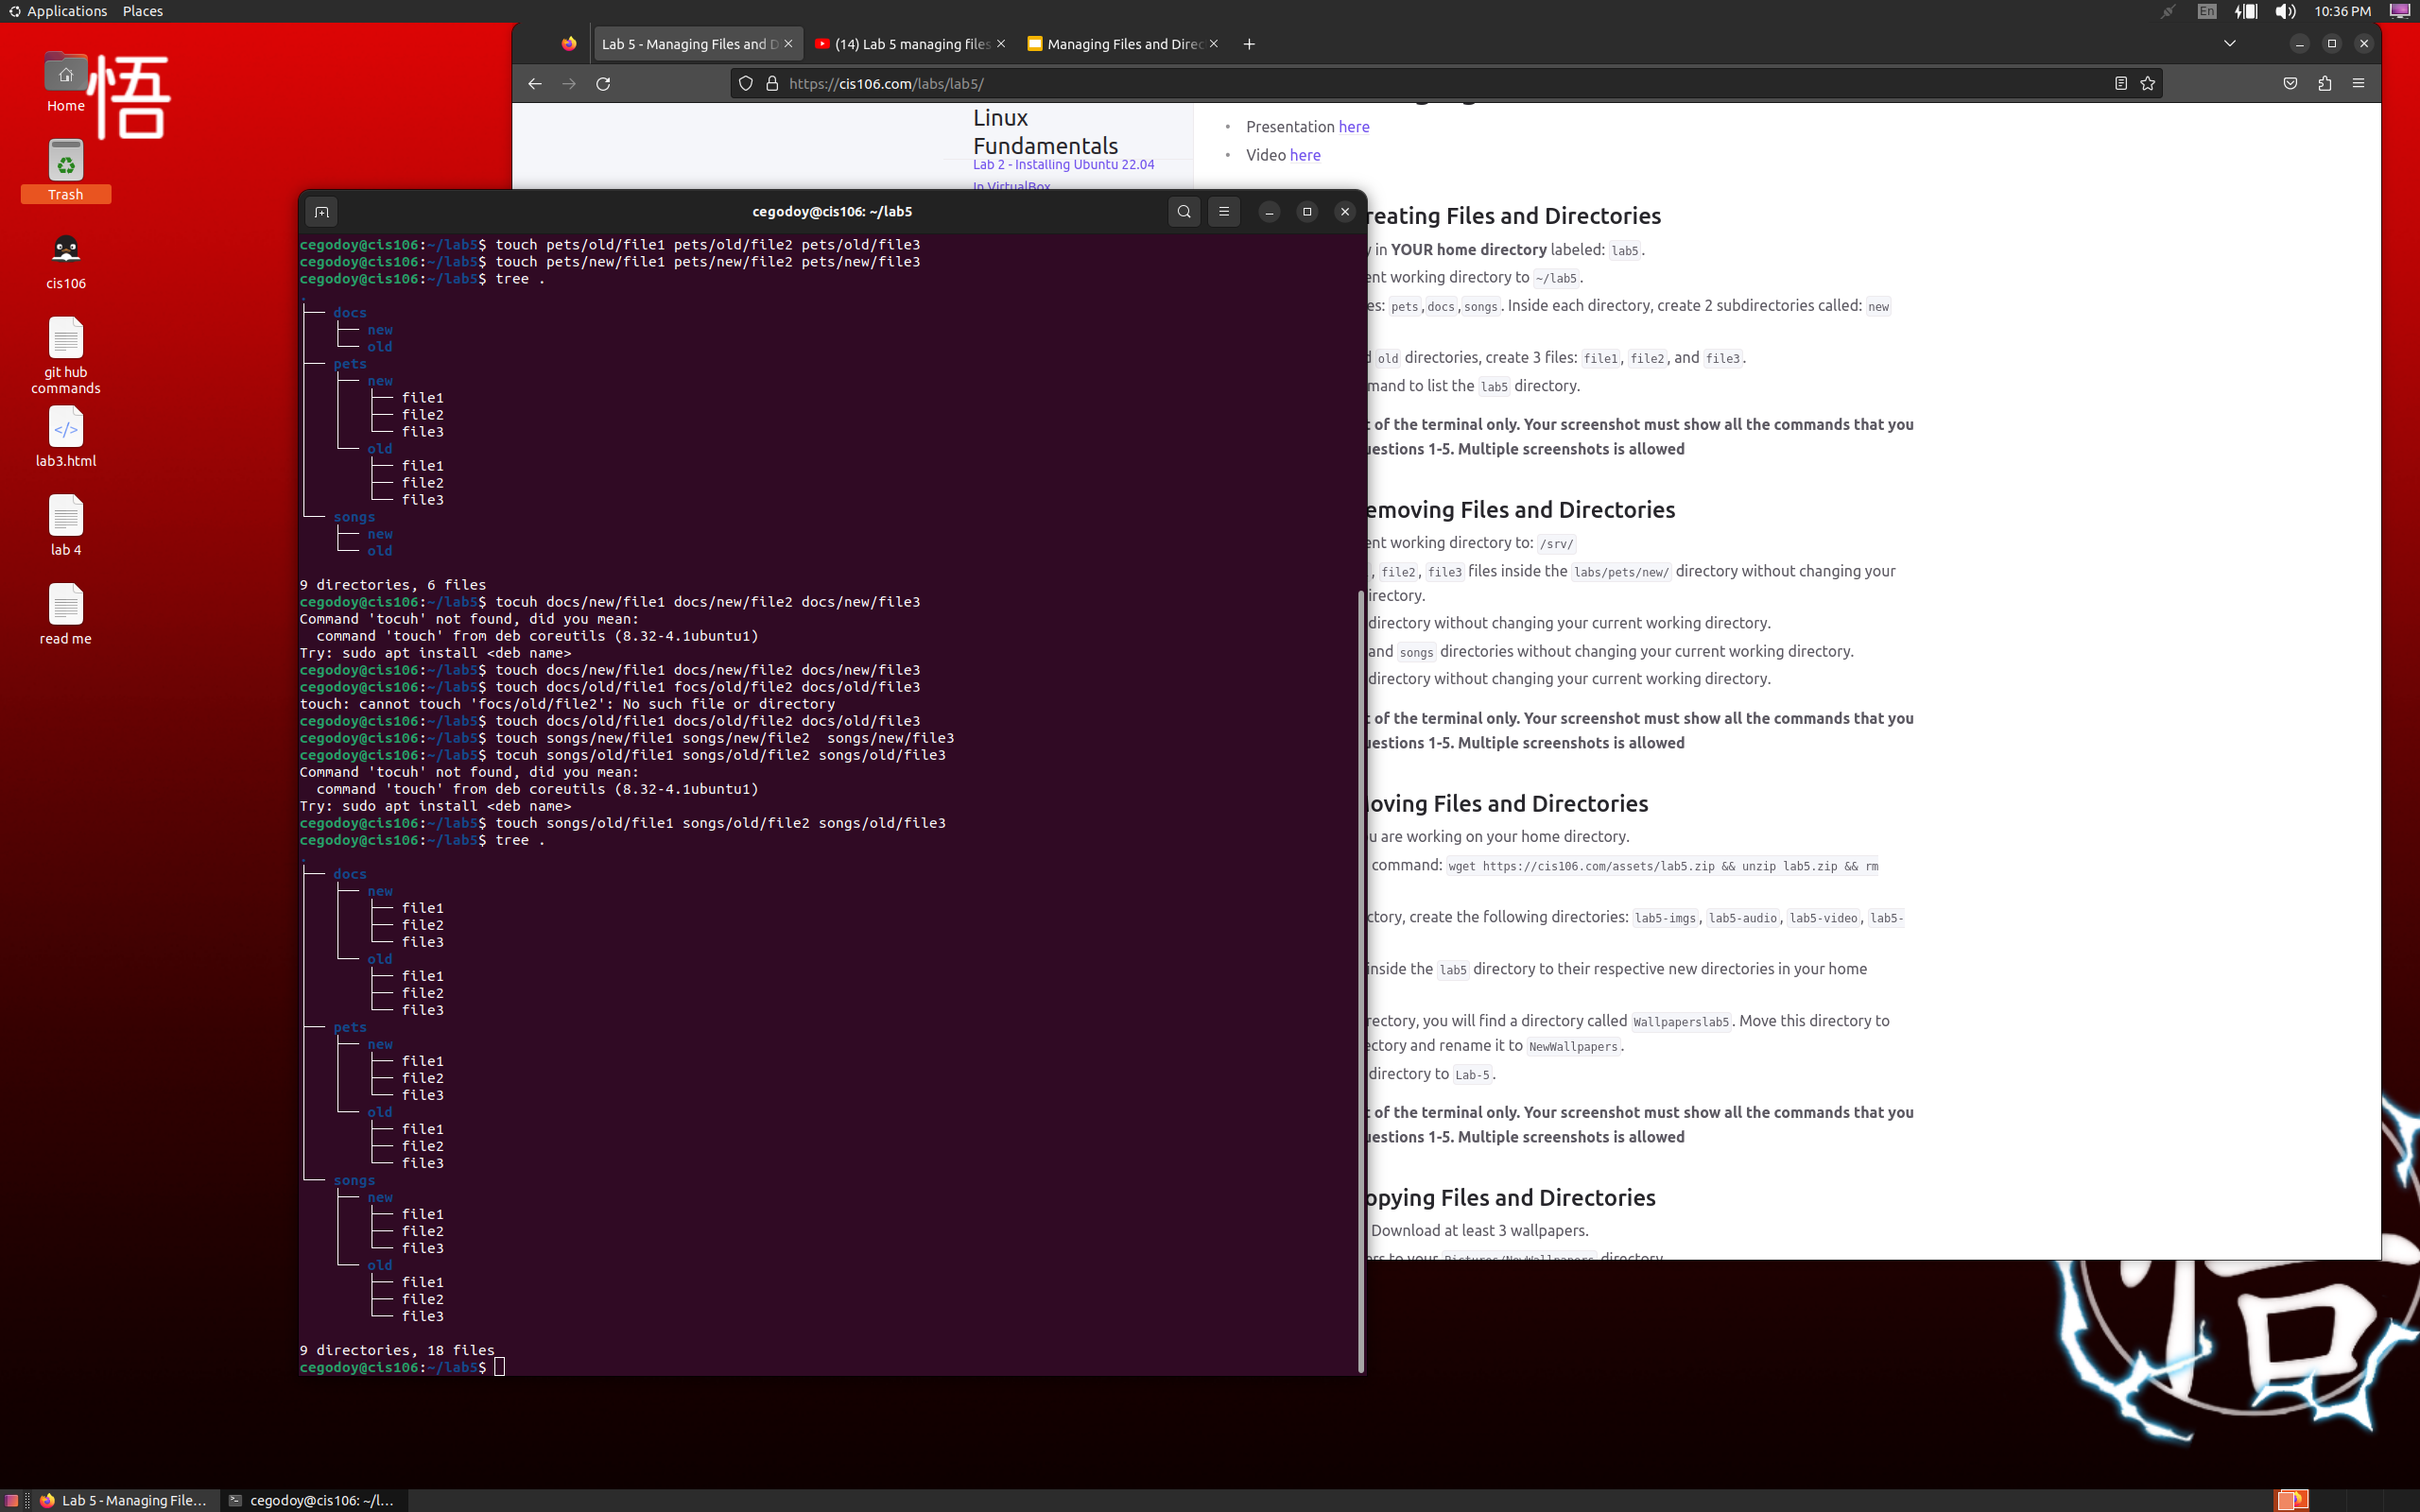 Applications Places
En
10:36 PM
悟
Home
Trash
cis106
git hub
commands
</>
lab3.html
lab 4
read me
Lab 5 - Managing Files and D
(14) Lab 5 managing files
Managing Files and Direc
https://cis106.com/labs/lab5/
Linux
Fundamentals
Lab 2 - Installing Ubuntu 22.04
In VirtualBox
• Presentation here
• Video here
cegodoy@cis106: ~/lab5
cegodoy@cis106:~/lab5$ touch pets/old/file1 pets/old/file2 pets/old/file3
cegodoy@cis106:~/lab5$ touch pets/new/file1 pets/new/file2 pets/new/file3
cegodoy@cis106:~/lab5$ tree .
.
├── docs
│   ├── new
│   └── old
├── pets
│   ├── new
│   │   ├── file1
│   │   ├── file2
│   │   └── file3
│   └── old
│       ├── file1
│       ├── file2
│       └── file3
└── songs
    ├── new
    └── old
9 directories, 6 files
cegodoy@cis106:~/lab5$ tocuh docs/new/file1 docs/new/file2 docs/new/file3
Command 'tocuh' not found, did you mean:
  command 'touch' from deb coreutils (8.32-4.1ubuntu1)
Try: sudo apt install <deb name>
cegodoy@cis106:~/lab5$ touch docs/new/file1 docs/new/file2 docs/new/file3
cegodoy@cis106:~/lab5$ touch docs/old/file1 focs/old/file2 docs/old/file3
touch: cannot touch 'focs/old/file2': No such file or directory
cegodoy@cis106:~/lab5$ touch docs/old/file1 docs/old/file2 docs/old/file3
cegodoy@cis106:~/lab5$ touch songs/new/file1 songs/new/file2  songs/new/file3
cegodoy@cis106:~/lab5$ tocuh songs/old/file1 songs/old/file2 songs/old/file3
Command 'tocuh' not found, did you mean:
  command 'touch' from deb coreutils (8.32-4.1ubuntu1)
Try: sudo apt install <deb name>
cegodoy@cis106:~/lab5$ touch songs/old/file1 songs/old/file2 songs/old/file3
cegodoy@cis106:~/lab5$ tree .
.
├── docs
│   ├── new
│   │   ├── file1
│   │   ├── file2
│   │   └── file3
│   └── old
│       ├── file1
│       ├── file2
│       └── file3
├── pets
│   ├── new
│   │   ├── file1
│   │   ├── file2
│   │   └── file3
│   └── old
│       ├── file1
│       ├── file2
│       └── file3
└── songs
    ├── new
    │   ├── file1
    │   ├── file2
    │   └── file3
    └── old
        ├── file1
        ├── file2
        └── file3
9 directories, 18 files
cegodoy@cis106:~/lab5$
reating Files and Directories
y in YOUR home directory labeled: lab5.
ent working directory to ~/lab5.
es: pets, docs, songs. Inside each directory, create 2 subdirectories called: new
d old directories, create 3 files: file1, file2, and file3.
mand to list the lab5 directory.
t of the terminal only. Your screenshot must show all the commands that you
uestions 1-5. Multiple screenshots is allowed
emoving Files and Directories
ent working directory to: /srv/
, file2, file3 files inside the labs/pets/new/ directory without changing your
irectory.
directory without changing your current working directory.
and songs directories without changing your current working directory.
directory without changing your current working directory.
t of the terminal only. Your screenshot must show all the commands that you
uestions 1-5. Multiple screenshots is allowed
oving Files and Directories
u are working on your home directory.
command: wget https://cis106.com/assets/lab5.zip && unzip lab5.zip && rm
ctory, create the following directories: lab5-imgs, lab5-audio, lab5-video, lab5-
inside the lab5 directory to their respective new directories in your home
rectory, you will find a directory called Wallpaperslab5. Move this directory to
ectory and rename it to NewWallpapers.
directory to Lab-5.
t of the terminal only. Your screenshot must show all the commands that you
uestions 1-5. Multiple screenshots is allowed
opying Files and Directories
Download at least 3 wallpapers.
ers to your Pictures/NewWallpapers directory
悟
Lab 5 - Managing File...
cegodoy@cis106: ~/l...